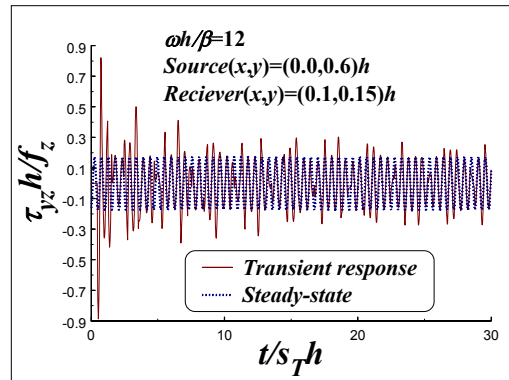 ωh/β=12
Source(x,y)=(0.0,0.6)h
Reciever(x,y)=(0.1,0.15)h
τyzh/fz
0.9
0.7
0.5
0.3
0.1
-0.1
-0.3
-0.5
-0.7
-0.9
Transient response
Steady-state
0 10 20 30
t/sTh